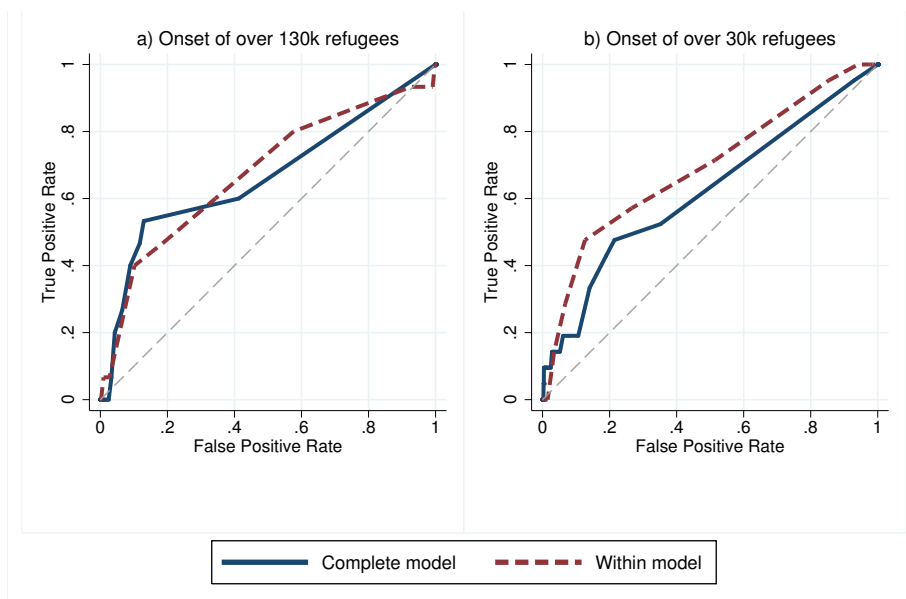 a) Onset of over 130k refugees
True Positive Rate
1
.8
.6
.4
.2
0
0 .2 .4 .6 .8 1
False Positive Rate
b) Onset of over 30k refugees
True Positive Rate
1
.8
.6
.4
.2
0
0 .2 .4 .6 .8 1
False Positive Rate
Complete model Within model